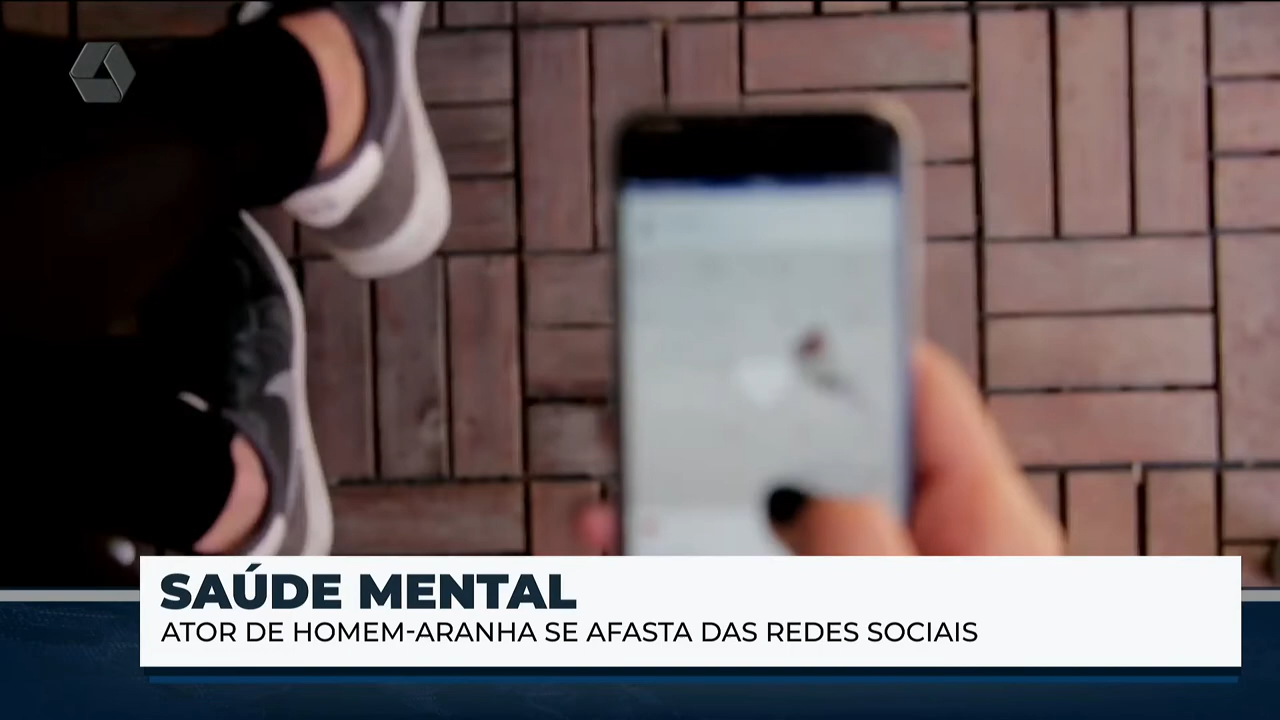 SAÚDE MENTAL
ATOR DE HOMEM-ARANHA SE AFASTA DAS REDES SOCIAIS